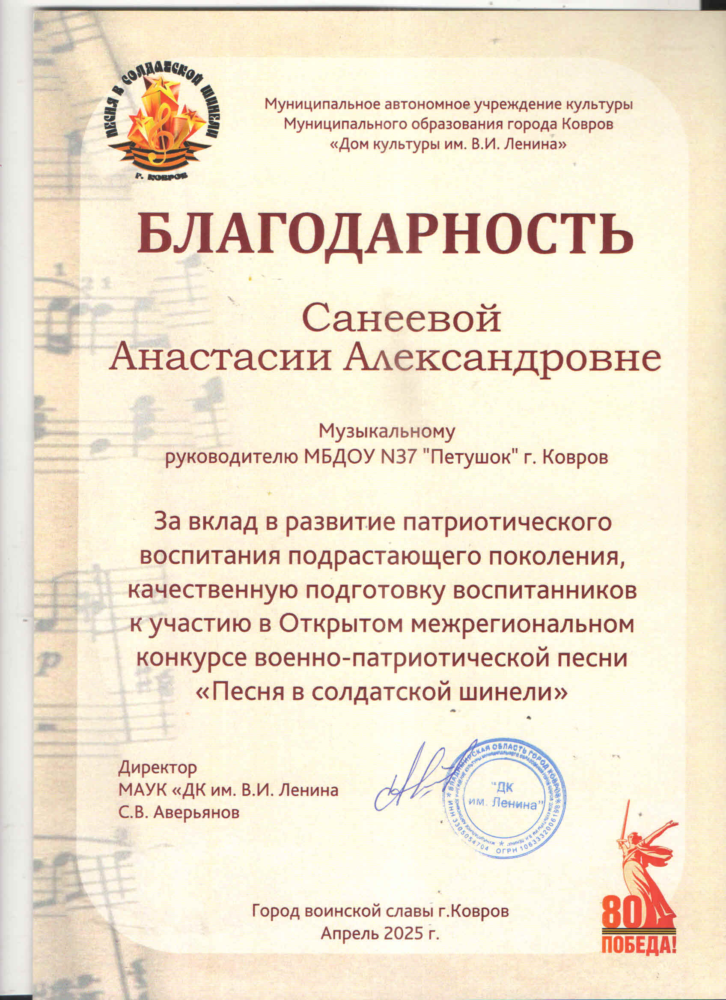 ПЕСНЯ В СОЛДАТСКОЙ ШИНЕЛИ
г. КОВРОВ
Муниципальное автономное учреждение культуры
Муниципального образования города Ковров
«Дом культуры им. В.И. Ленина»
БЛАГОДАРНОСТЬ
Санеевой
Анастасии Александровне
Музыкальному
руководителю МБДОУ N37 "Петушок" г. Ковров
За вклад в развитие патриотического
воспитания подрастающего поколения,
качественную подготовку воспитанников
к участию в Открытом межрегиональном
конкурсе военно-патриотической песни
«Песня в солдатской шинели»
Директор
МАУК «ДК им. В.И. Ленина
С.В. Аверьянов
ВЛАДИМИРСКАЯ ОБЛАСТЬ ГОРОД КОВРОВ
ИНН 3305054704 ОГРН 1063332006198
"ДК
им. Ленина"
80
ПОБЕДА!
Город воинской славы г.Ковров
Апрель 2025 г.